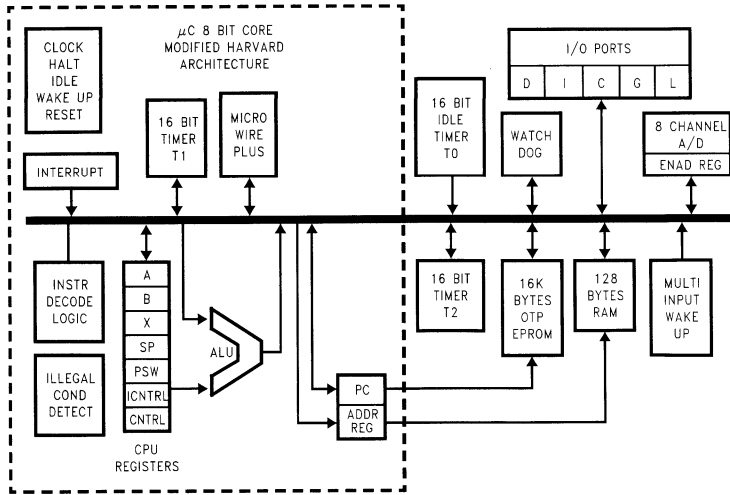 μC 8 BIT CORE
MODIFIED HARVARD
ARCHITECTURE
CLOCK
HALT
IDLE
WAKE UP
RESET
INTERRUPT
16 BIT
TIMER
T1
MICRO
WIRE
PLUS
16 BIT
IDLE
TIMER
T0
WATCH
DOG
I/O PORTS
D I C G L
8 CHANNEL
A/D
ENAD REG
INSTR
DECODE
LOGIC
ILLEGAL
COND
DETECT
A
B
X
SP
PSW
ICNTRL
CNTRL
CPU
REGISTERS
ALU
PC
ADDR
REG
16 BIT
TIMER
T2
16K
BYTES
OTP
EPROM
128
BYTES
RAM
MULTI
INPUT
WAKE
UP